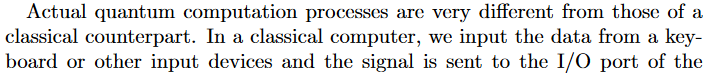 Actual quantum computation processes are very different from those of a
classical counterpart. In a classical computer, we input the data from a key-
board or other input devices and the signal is sent to the I/O port of the